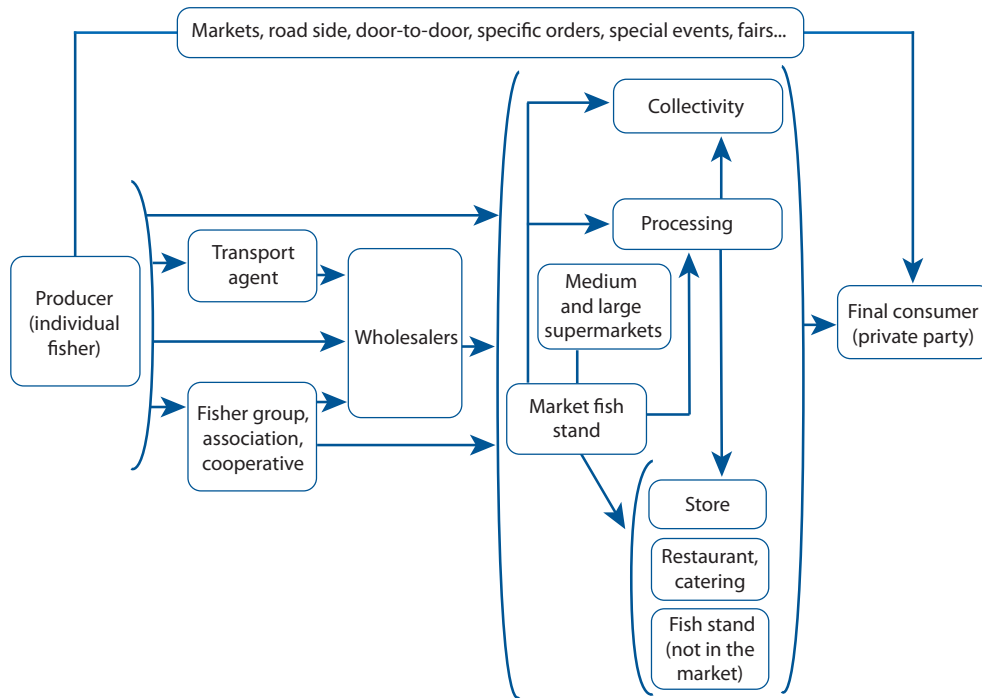 Markets, road side, door-to-door, specific orders, special events, fairs...
Collectivity
Processing
Transport
agent
Medium
and large
supermarkets
Producer
(individual
fisher)
Wholesalers
Final consumer
(private party)
Market fish
stand
Fisher group,
association,
cooperative
Store
Restaurant,
catering
Fish stand
(not in the
market)